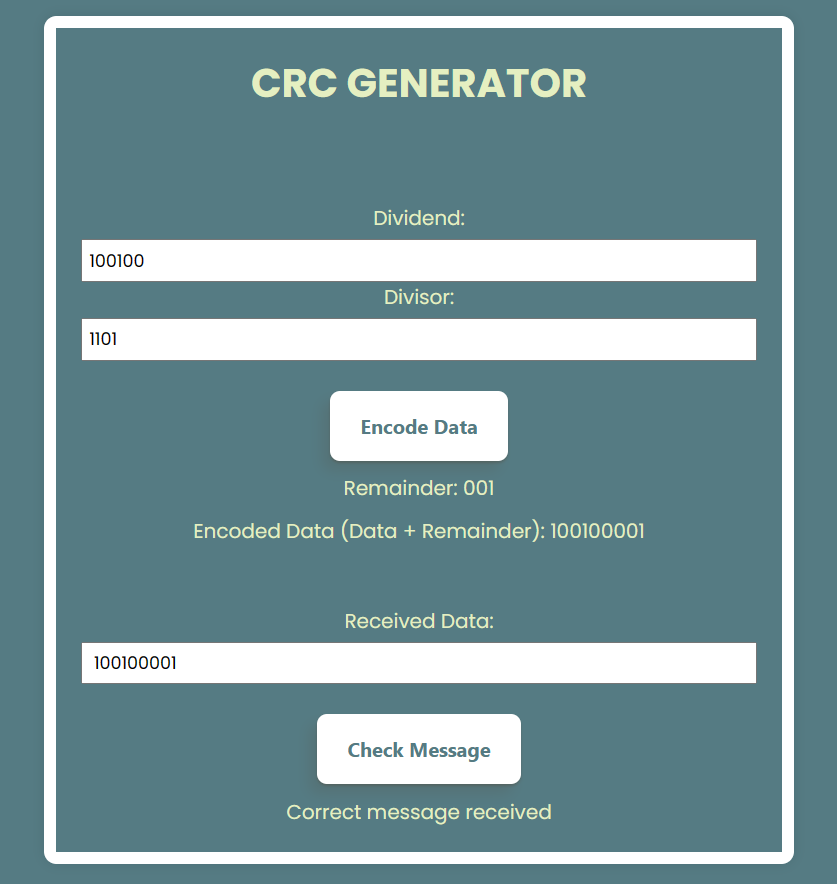 CRC GENERATOR
Dividend:
100100
Divisor:
1101
Encode Data
Remainder: 001
Encoded Data (Data + Remainder): 100100001
Received Data:
100100001
Check Message
Correct message received